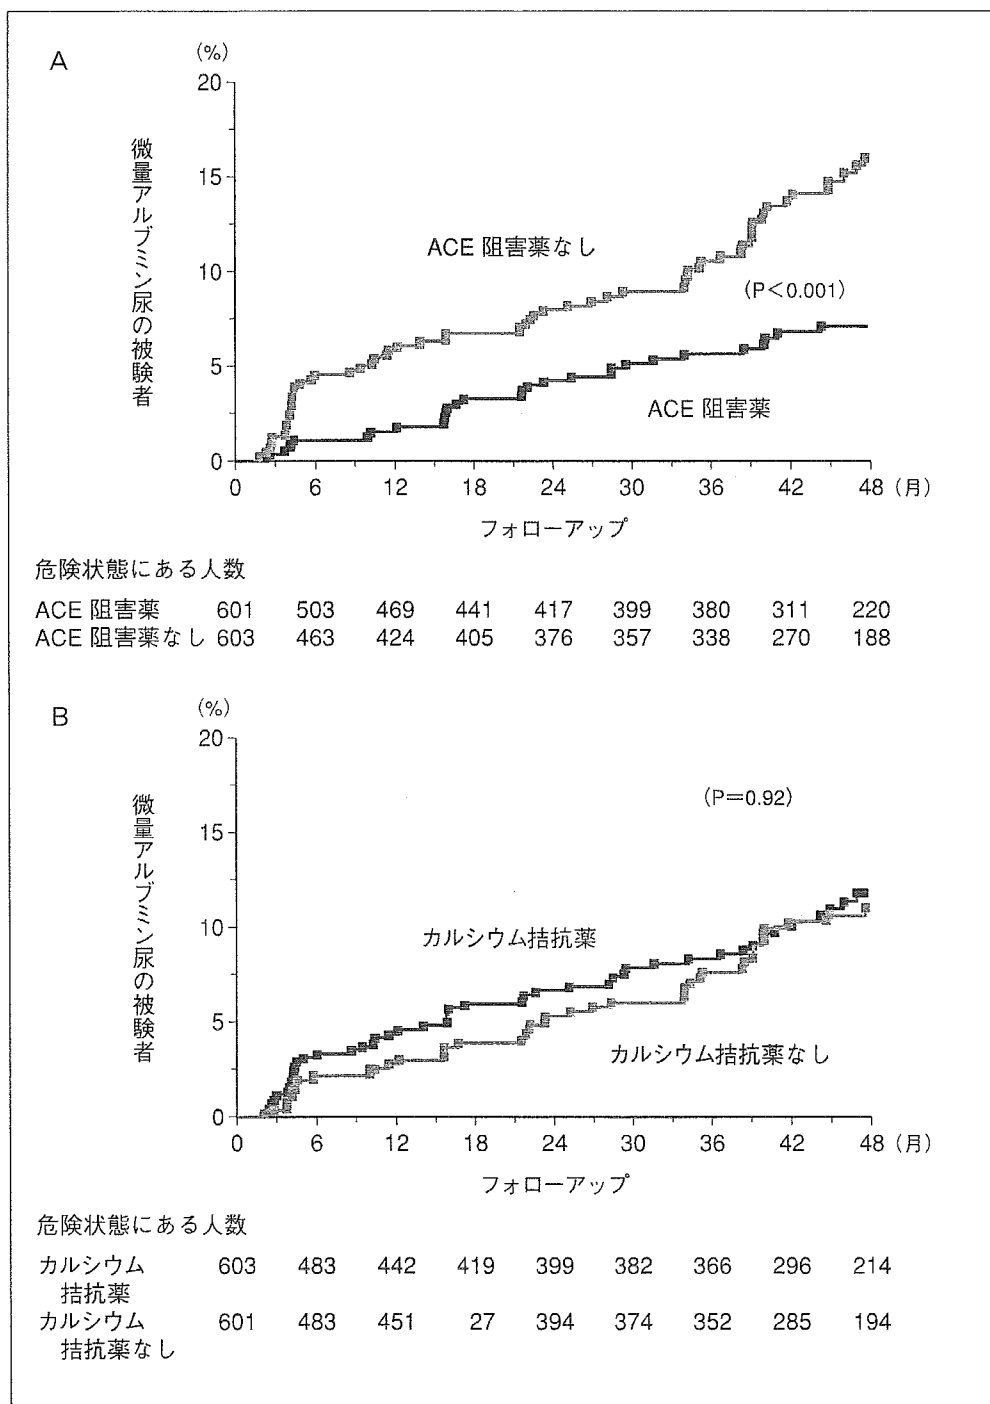 A
(%)
20
15
10
5
0
微量アルブミン尿の被験者
ACE 阻害薬なし
(P<0.001)
ACE 阻害薬
0 6 12 18 24 30 36 42 48 (月)
フォローアップ
危険状態にある人数
ACE 阻害薬 601 503 469 441 417 399 380 311 220
ACE 阻害薬なし 603 463 424 405 376 357 338 270 188
B
(%)
20
15
10
5
0
微量アルブミン尿の被験者
(P=0.92)
カルシウム拮抗薬
カルシウム拮抗薬なし
0 6 12 18 24 30 36 42 48 (月)
フォローアップ
危険状態にある人数
カルシウム 603 483 442 419 399 382 366 296 214
拮抗薬
カルシウム 601 483 451 27 394 374 352 285 194
拮抗薬なし